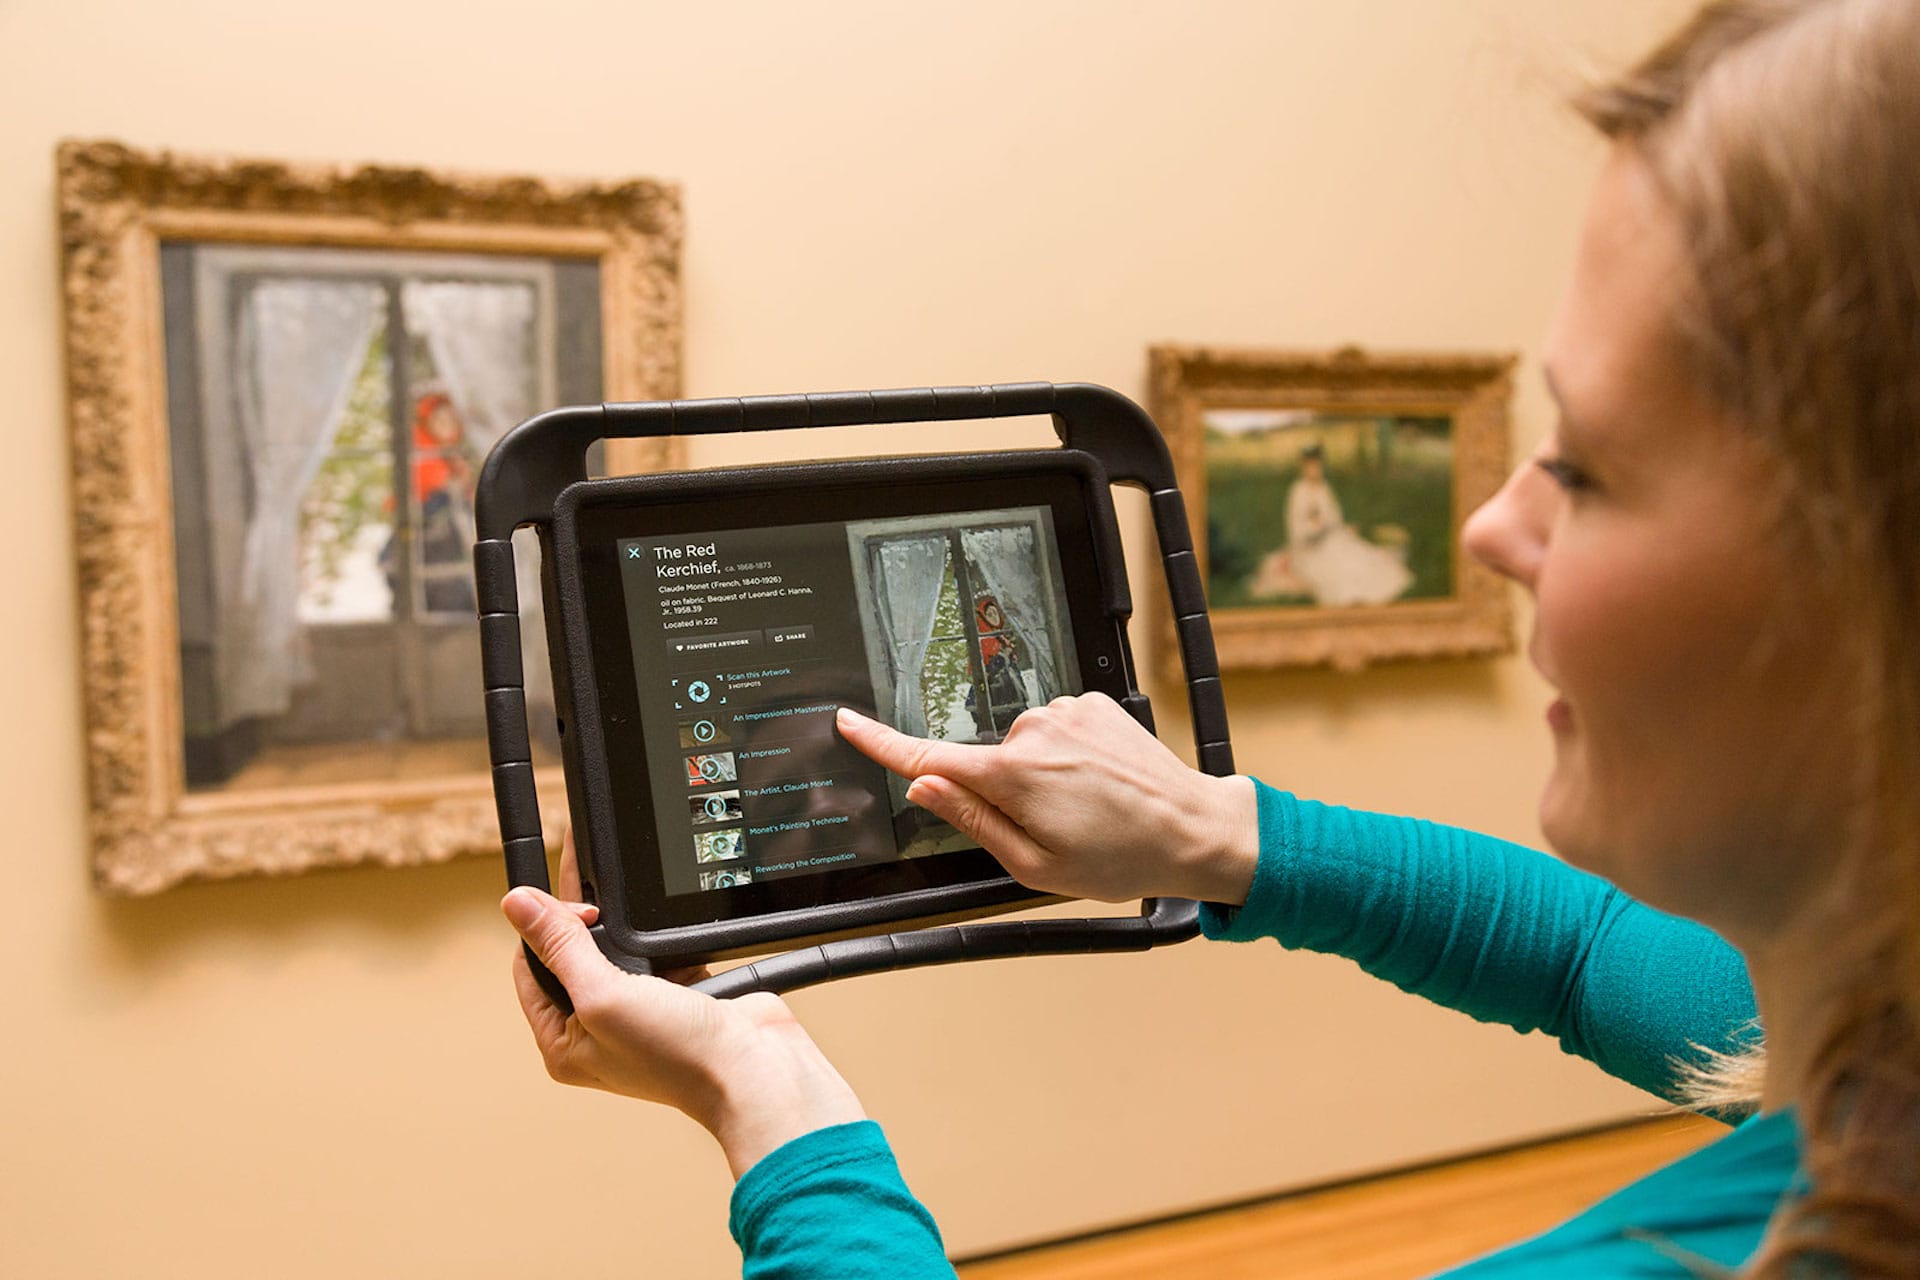 The Red
Kerchief, ca. 1868-1873
Claude Monet (French, 1840-1926)
oil on fabric. Bequest of Leonard C. Hanna,
Jr. 1958.39
Located in 222
FAVORITE ARTWORK
SHARE
Scan this Artwork
3 HOTSPOTS
An Impressionist Masterpiece
An Impression
The Artist, Claude Monet
Monet's Painting Technique
Reworking the Composition